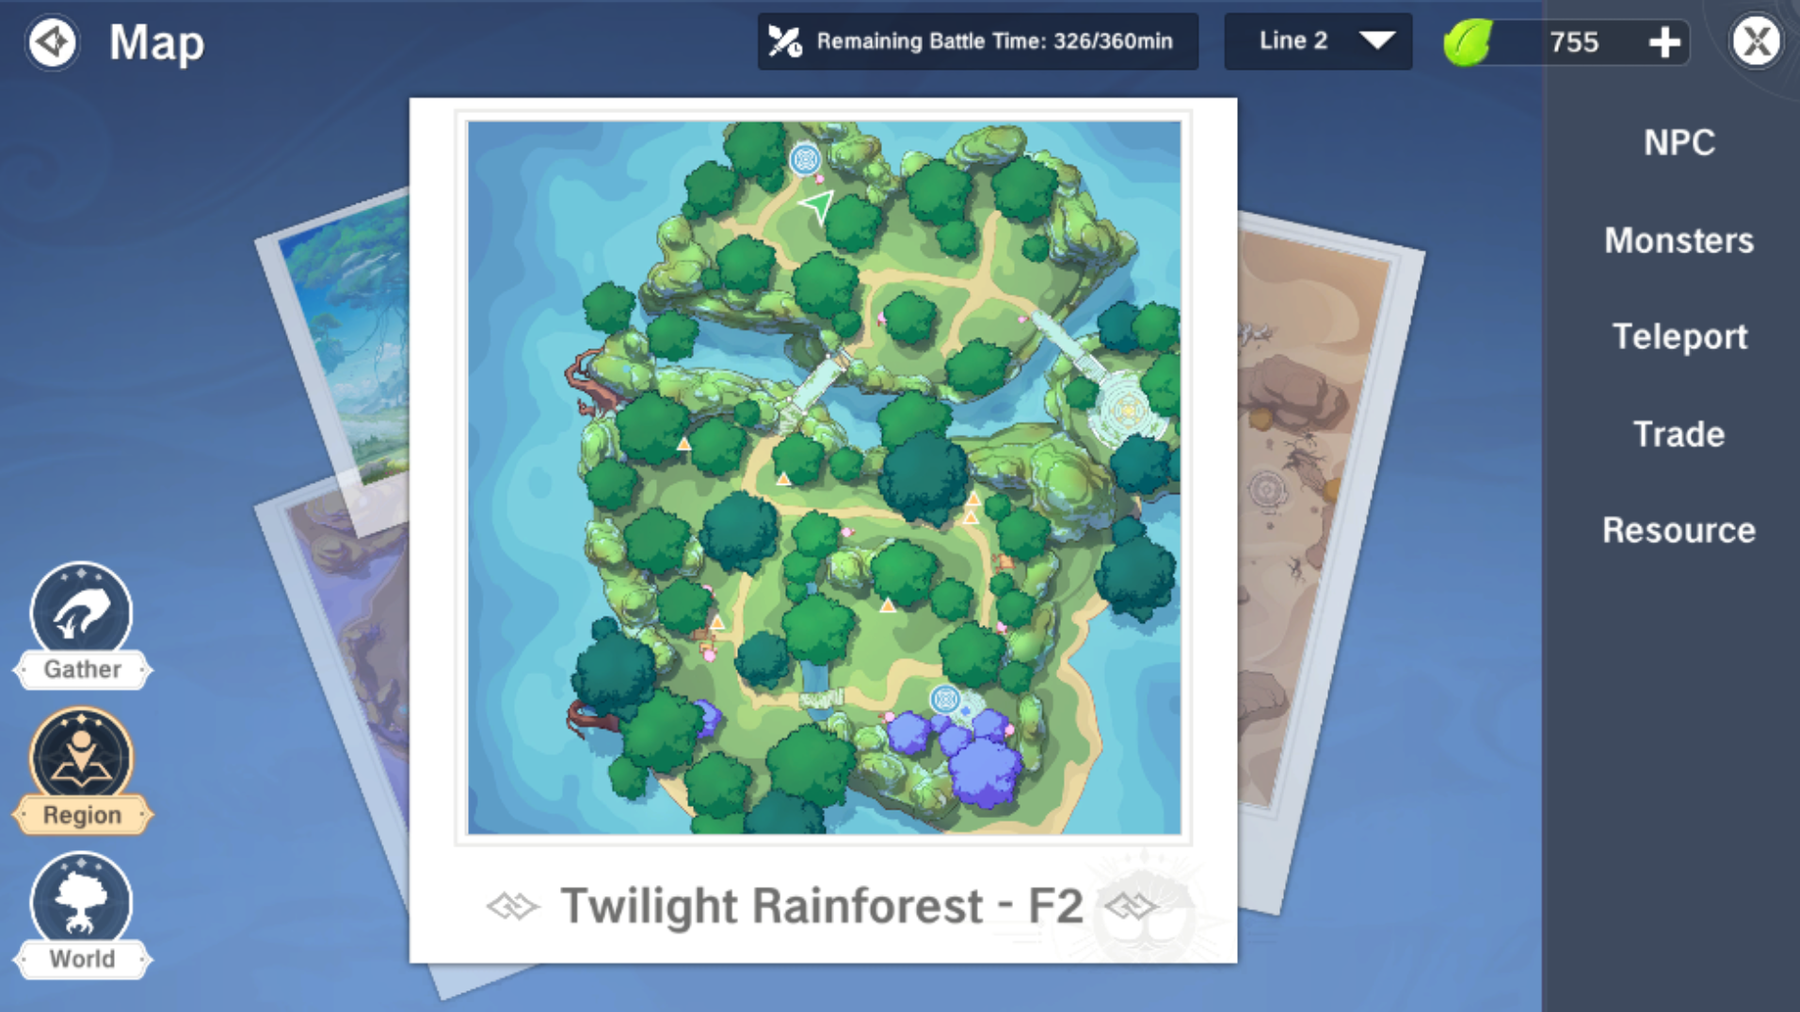 Map
Remaining Battle Time: 326/360min
Line 2
755
NPC
Monsters
Teleport
Trade
Resource
Gather
Region
World
Twilight Rainforest - F2